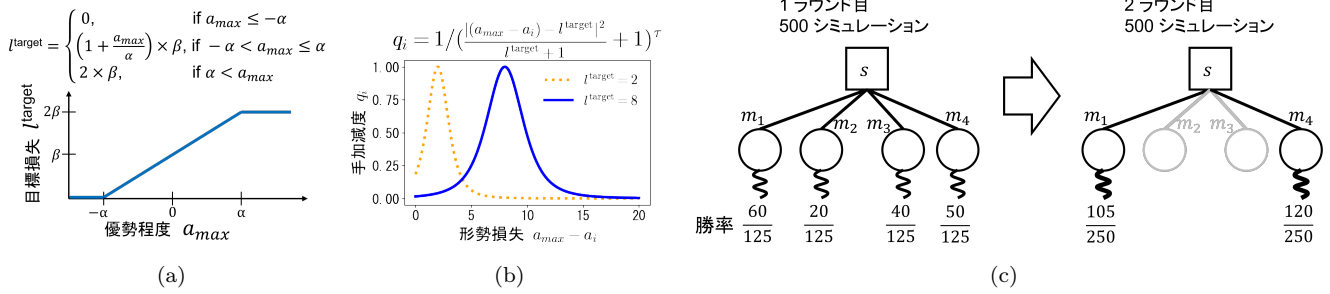 l^target = { 0, if a_max ≤ −α
(1 + a_max/α) × β, if −α < a_max ≤ α
2 × β, if α < a_max
目標損失 l^target
2β
β
−α 0 α
優勢程度 a_max
(a)
q_i = 1/(|(a_max − a_i) − l^target|^2 / (l^target + 1) + 1)^τ
手加減度 q_i
1.00
0.75
0.50
0.25
0.00
l^target = 2
l^target = 8
0 5 10 15 20
形勢損失 a_max − a_i
(b)
1 ラウンド目
500 シミュレーション
s
m_1 m_2 m_3 m_4
勝率 60/125 20/125 40/125 50/125
2 ラウンド目
500 シミュレーション
s
m_1 m_2 m_3 m_4
105/250 120/250
(c)